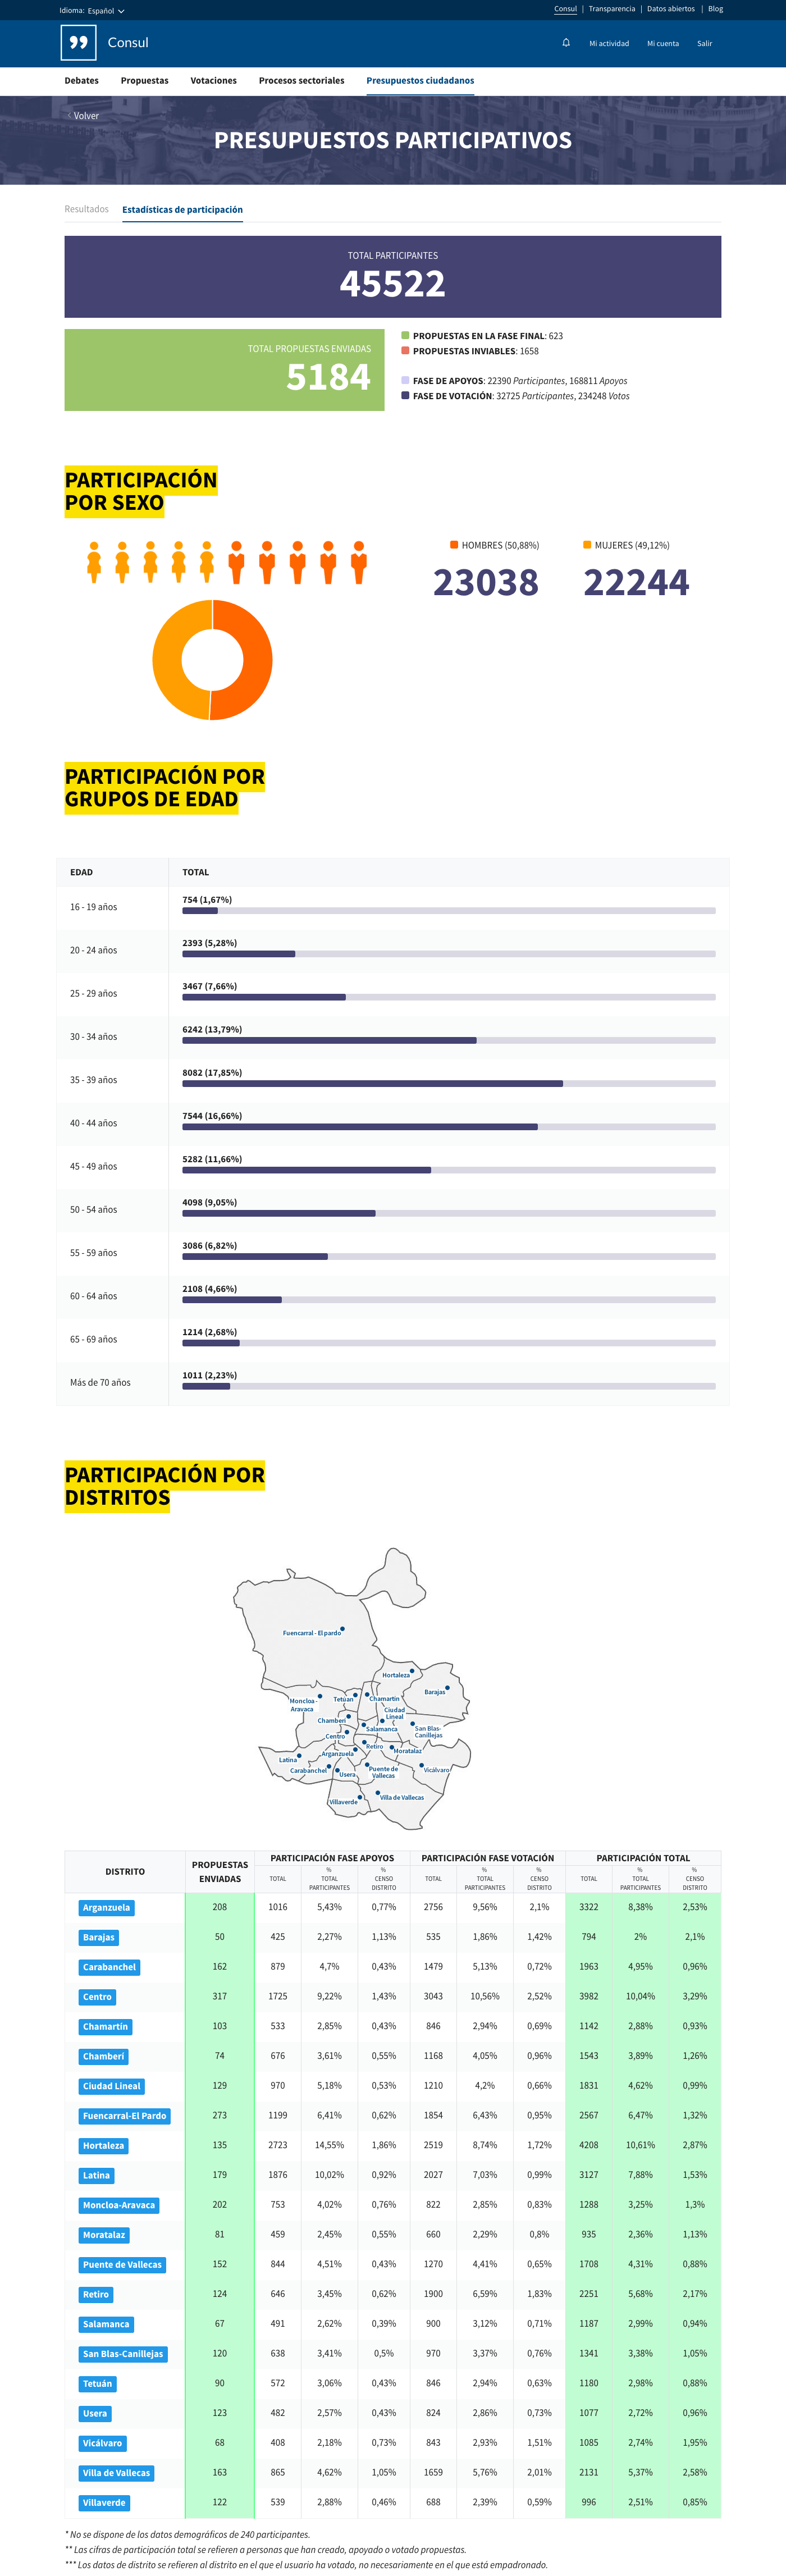 Idioma: Español
Consul | Transparencia | Datos abiertos | Blog
Consul
Mi actividad Mi cuenta Salir
Debates Propuestas Votaciones Procesos sectoriales Presupuestos ciudadanos
Volver
PRESUPUESTOS PARTICIPATIVOS
Resultados Estadísticas de participación
TOTAL PARTICIPANTES
45522
TOTAL PROPUESTAS ENVIADAS
5184
PROPUESTAS EN LA FASE FINAL: 623
PROPUESTAS INVIABLES: 1658
FASE DE APOYOS: 22390 Participantes, 168811 Apoyos
FASE DE VOTACIÓN: 32725 Participantes, 234248 Votos
PARTICIPACIÓN
POR SEXO
HOMBRES (50,88%) MUJERES (49,12%)
23038 22244
PARTICIPACIÓN POR
GRUPOS DE EDAD
EDAD TOTAL
16 - 19 años 754 (1,67%)
20 - 24 años 2393 (5,28%)
25 - 29 años 3467 (7,66%)
30 - 34 años 6242 (13,79%)
35 - 39 años 8082 (17,85%)
40 - 44 años 7544 (16,66%)
45 - 49 años 5282 (11,66%)
50 - 54 años 4098 (9,05%)
55 - 59 años 3086 (6,82%)
60 - 64 años 2108 (4,66%)
65 - 69 años 1214 (2,68%)
Más de 70 años 1011 (2,23%)
PARTICIPACIÓN POR
DISTRITOS
Fuencarral - El pardo
Hortaleza
Barajas
Moncloa -
Aravaca
Tetúan
Chamartín
Ciudad
Lineal
Chamberí
Salamanca
San Blas-
Canillejas
Centro
Retiro
Moratalaz
Arganzuela
Latina
Carabanchel
Usera
Puente de
Vallecas
Vicálvaro
Villaverde
Villa de Vallecas
DISTRITO PROPUESTAS ENVIADAS PARTICIPACIÓN FASE APOYOS PARTICIPACIÓN FASE VOTACIÓN PARTICIPACIÓN TOTAL
TOTAL % TOTAL PARTICIPANTES % CENSO DISTRITO TOTAL % TOTAL PARTICIPANTES % CENSO DISTRITO TOTAL % TOTAL PARTICIPANTES % CENSO DISTRITO
Arganzuela 208 1016 5,43% 0,77% 2756 9,56% 2,1% 3322 8,38% 2,53%
Barajas 50 425 2,27% 1,13% 535 1,86% 1,42% 794 2% 2,1%
Carabanchel 162 879 4,7% 0,43% 1479 5,13% 0,72% 1963 4,95% 0,96%
Centro 317 1725 9,22% 1,43% 3043 10,56% 2,52% 3982 10,04% 3,29%
Chamartín 103 533 2,85% 0,43% 846 2,94% 0,69% 1142 2,88% 0,93%
Chamberí 74 676 3,61% 0,55% 1168 4,05% 0,96% 1543 3,89% 1,26%
Ciudad Lineal 129 970 5,18% 0,53% 1210 4,2% 0,66% 1831 4,62% 0,99%
Fuencarral-El Pardo 273 1199 6,41% 0,62% 1854 6,43% 0,95% 2567 6,47% 1,32%
Hortaleza 135 2723 14,55% 1,86% 2519 8,74% 1,72% 4208 10,61% 2,87%
Latina 179 1876 10,02% 0,92% 2027 7,03% 0,99% 3127 7,88% 1,53%
Moncloa-Aravaca 202 753 4,02% 0,76% 822 2,85% 0,83% 1288 3,25% 1,3%
Moratalaz 81 459 2,45% 0,55% 660 2,29% 0,8% 935 2,36% 1,13%
Puente de Vallecas 152 844 4,51% 0,43% 1270 4,41% 0,65% 1708 4,31% 0,88%
Retiro 124 646 3,45% 0,62% 1900 6,59% 1,83% 2251 5,68% 2,17%
Salamanca 67 491 2,62% 0,39% 900 3,12% 0,71% 1187 2,99% 0,94%
San Blas-Canillejas 120 638 3,41% 0,5% 970 3,37% 0,76% 1341 3,38% 1,05%
Tetuán 90 572 3,06% 0,43% 846 2,94% 0,63% 1180 2,98% 0,88%
Usera 123 482 2,57% 0,43% 824 2,86% 0,73% 1077 2,72% 0,96%
Vicálvaro 68 408 2,18% 0,73% 843 2,93% 1,51% 1085 2,74% 1,95%
Villa de Vallecas 163 865 4,62% 1,05% 1659 5,76% 2,01% 2131 5,37% 2,58%
Villaverde 122 539 2,88% 0,46% 688 2,39% 0,59% 996 2,51% 0,85%
* No se dispone de los datos demográficos de 240 participantes.
** Las cifras de participación total se refieren a personas que han creado, apoyado o votado propuestas.
*** Los datos de distrito se refieren al distrito en el que el usuario ha votado, no necesariamente en el que está empadronado.